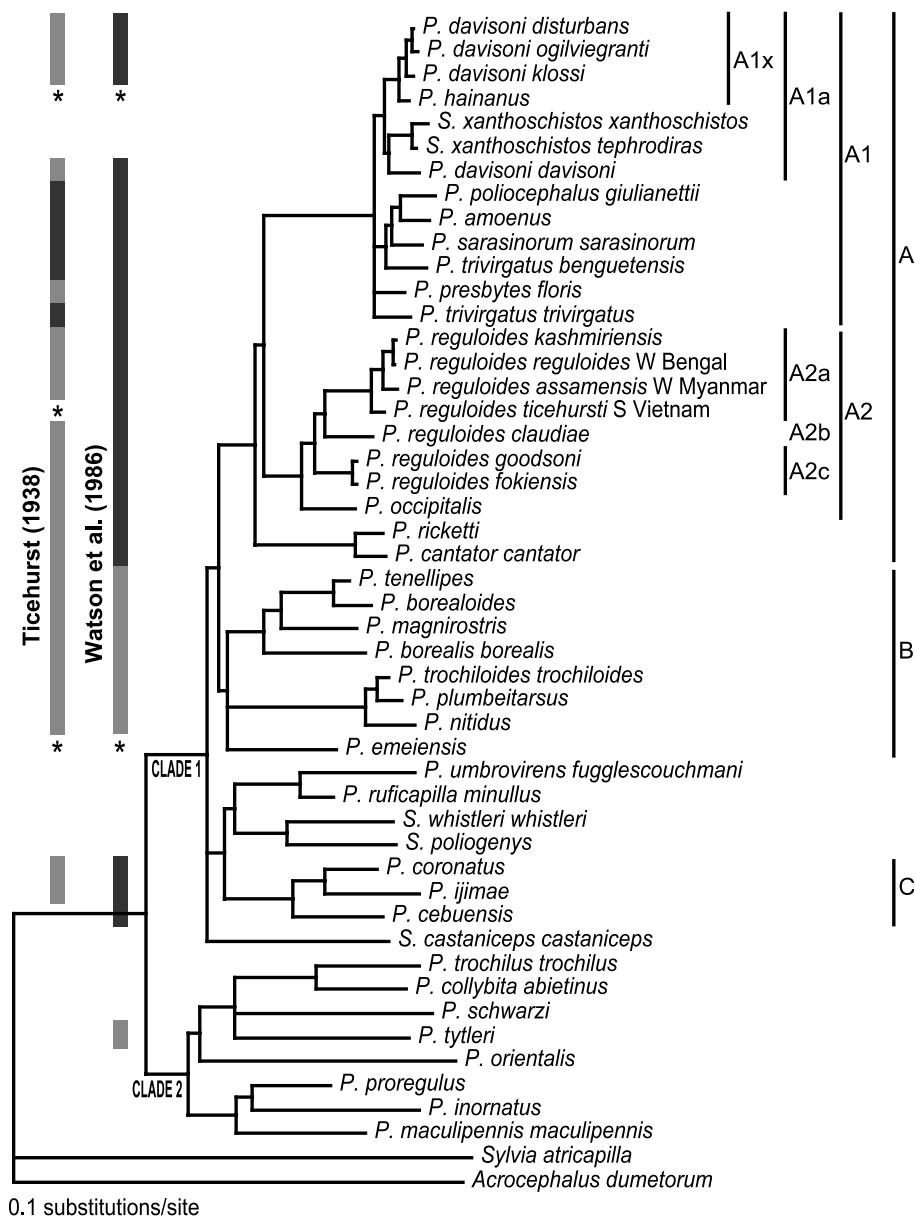 P. davisoni disturbans
P. davisoni ogilviegranti
P. davisoni klossi
P. hainanus
S. xanthoschistos xanthoschistos
S. xanthoschistos tephrodiras
P. davisoni davisoni
P. poliocephalus giulianettii
P. amoenus
P. sarasinorum sarasinorum
P. trivirgatus benguetensis
P. presbytes floris
P. trivirgatus trivirgatus
P. reguloides kashmiriensis
P. reguloides reguloides W Bengal
P. reguloides assamensis W Myanmar
P. reguloides ticehursti S Vietnam
P. reguloides claudiae
P. reguloides goodsoni
P. reguloides fokiensis
P. occipitalis
P. ricketti
P. cantator cantator
P. tenellipes
P. borealoides
P. magnirostris
P. borealis borealis
P. trochiloides trochiloides
P. plumbeitarsus
P. nitidus
P. emeiensis
P. umbrovirens fugglescouchmani
P. ruficapilla minullus
S. whistleri whistleri
S. poliogenys
P. coronatus
P. ijimae
P. cebuensis
S. castaniceps castaniceps
P. trochilus trochilus
P. collybita abietinus
P. schwarzi
P. tytleri
P. orientalis
P. proregulus
P. inornatus
P. maculipennis maculipennis
Sylvia atricapilla
Acrocephalus dumetorum
A1x
A1a
A1
A
A2a
A2
A2b
A2c
B
C
Ticehurst (1938)
Watson et al. (1986)
* *
*
* *
CLADE 1
CLADE 2
0.1 substitutions/site